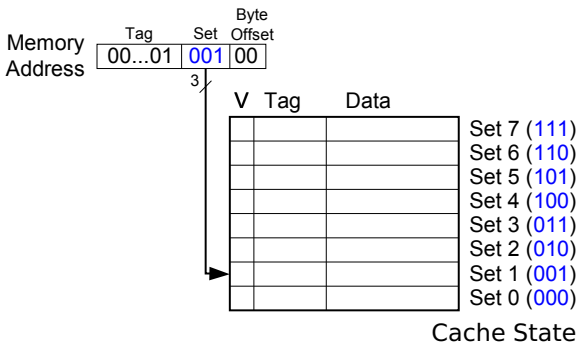 Byte
Tag Set Offset
Memory Address
00...01 001 00
3
V Tag Data
Set 7 (111)
Set 6 (110)
Set 5 (101)
Set 4 (100)
Set 3 (011)
Set 2 (010)
Set 1 (001)
Set 0 (000)
Cache State